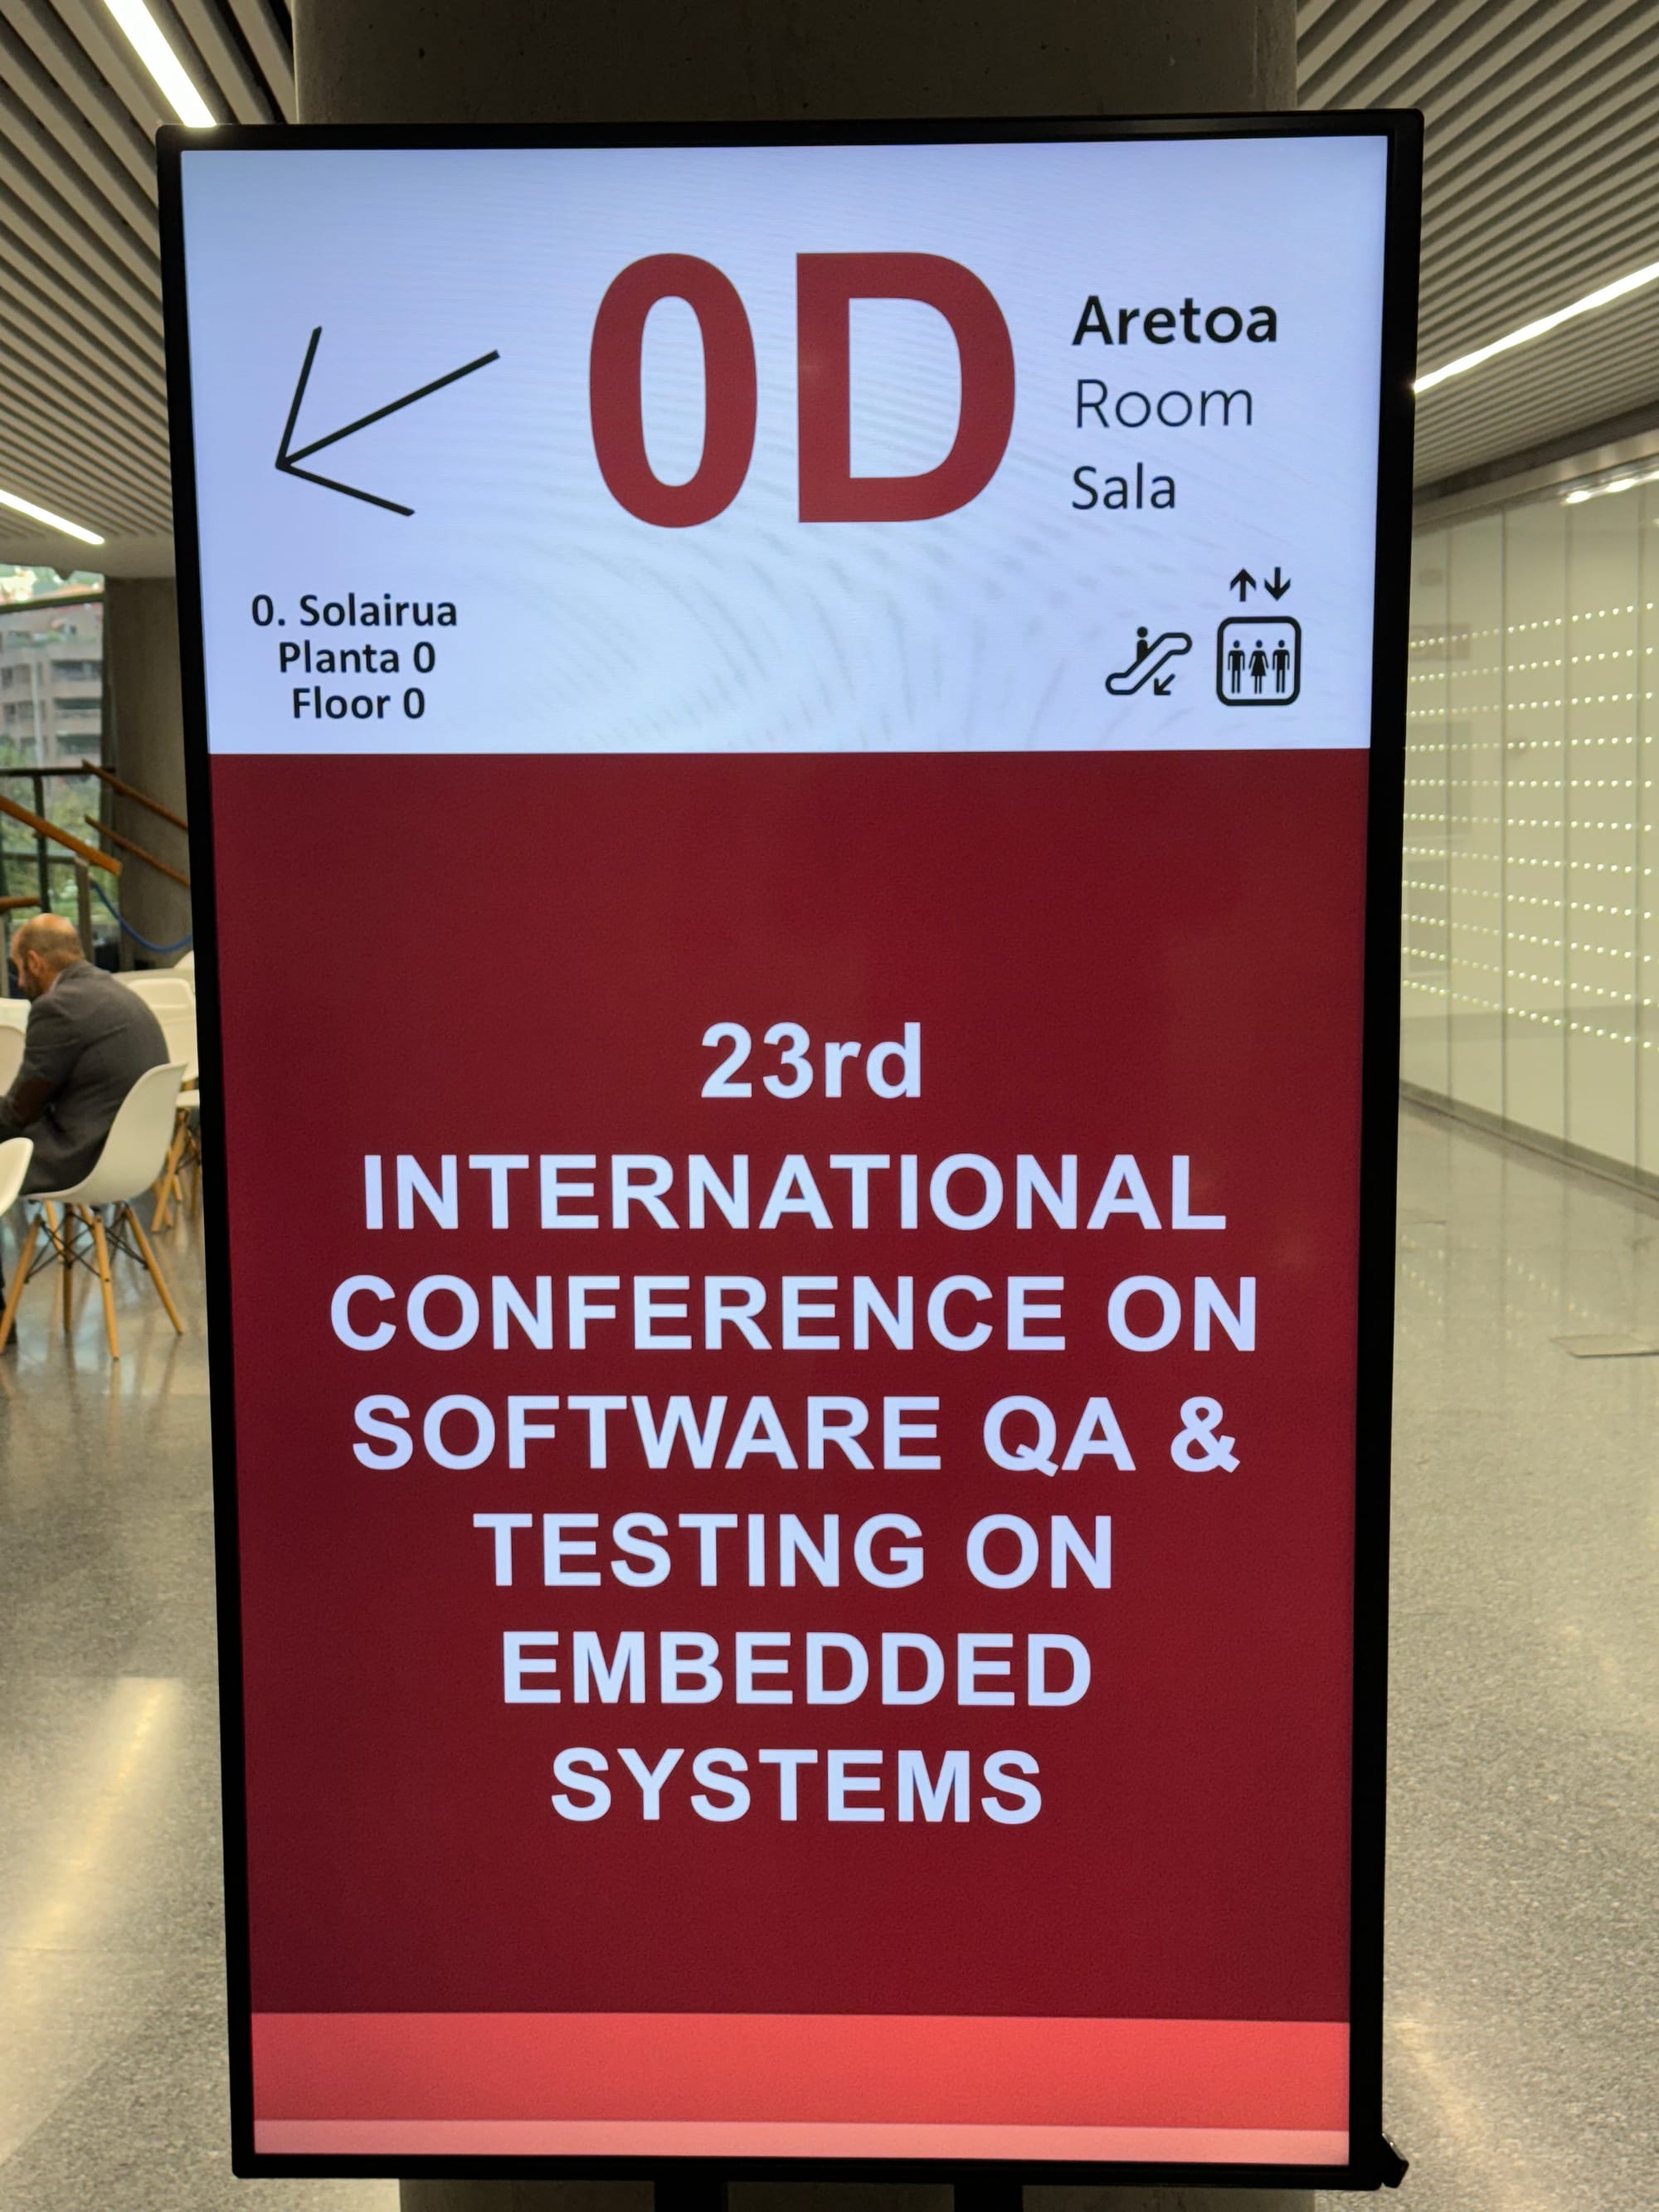 0D
Aretoa
Room
Sala
0. Solairua
Planta 0
Floor 0
23rd
INTERNATIONAL
CONFERENCE ON
SOFTWARE QA &
TESTING ON
EMBEDDED
SYSTEMS